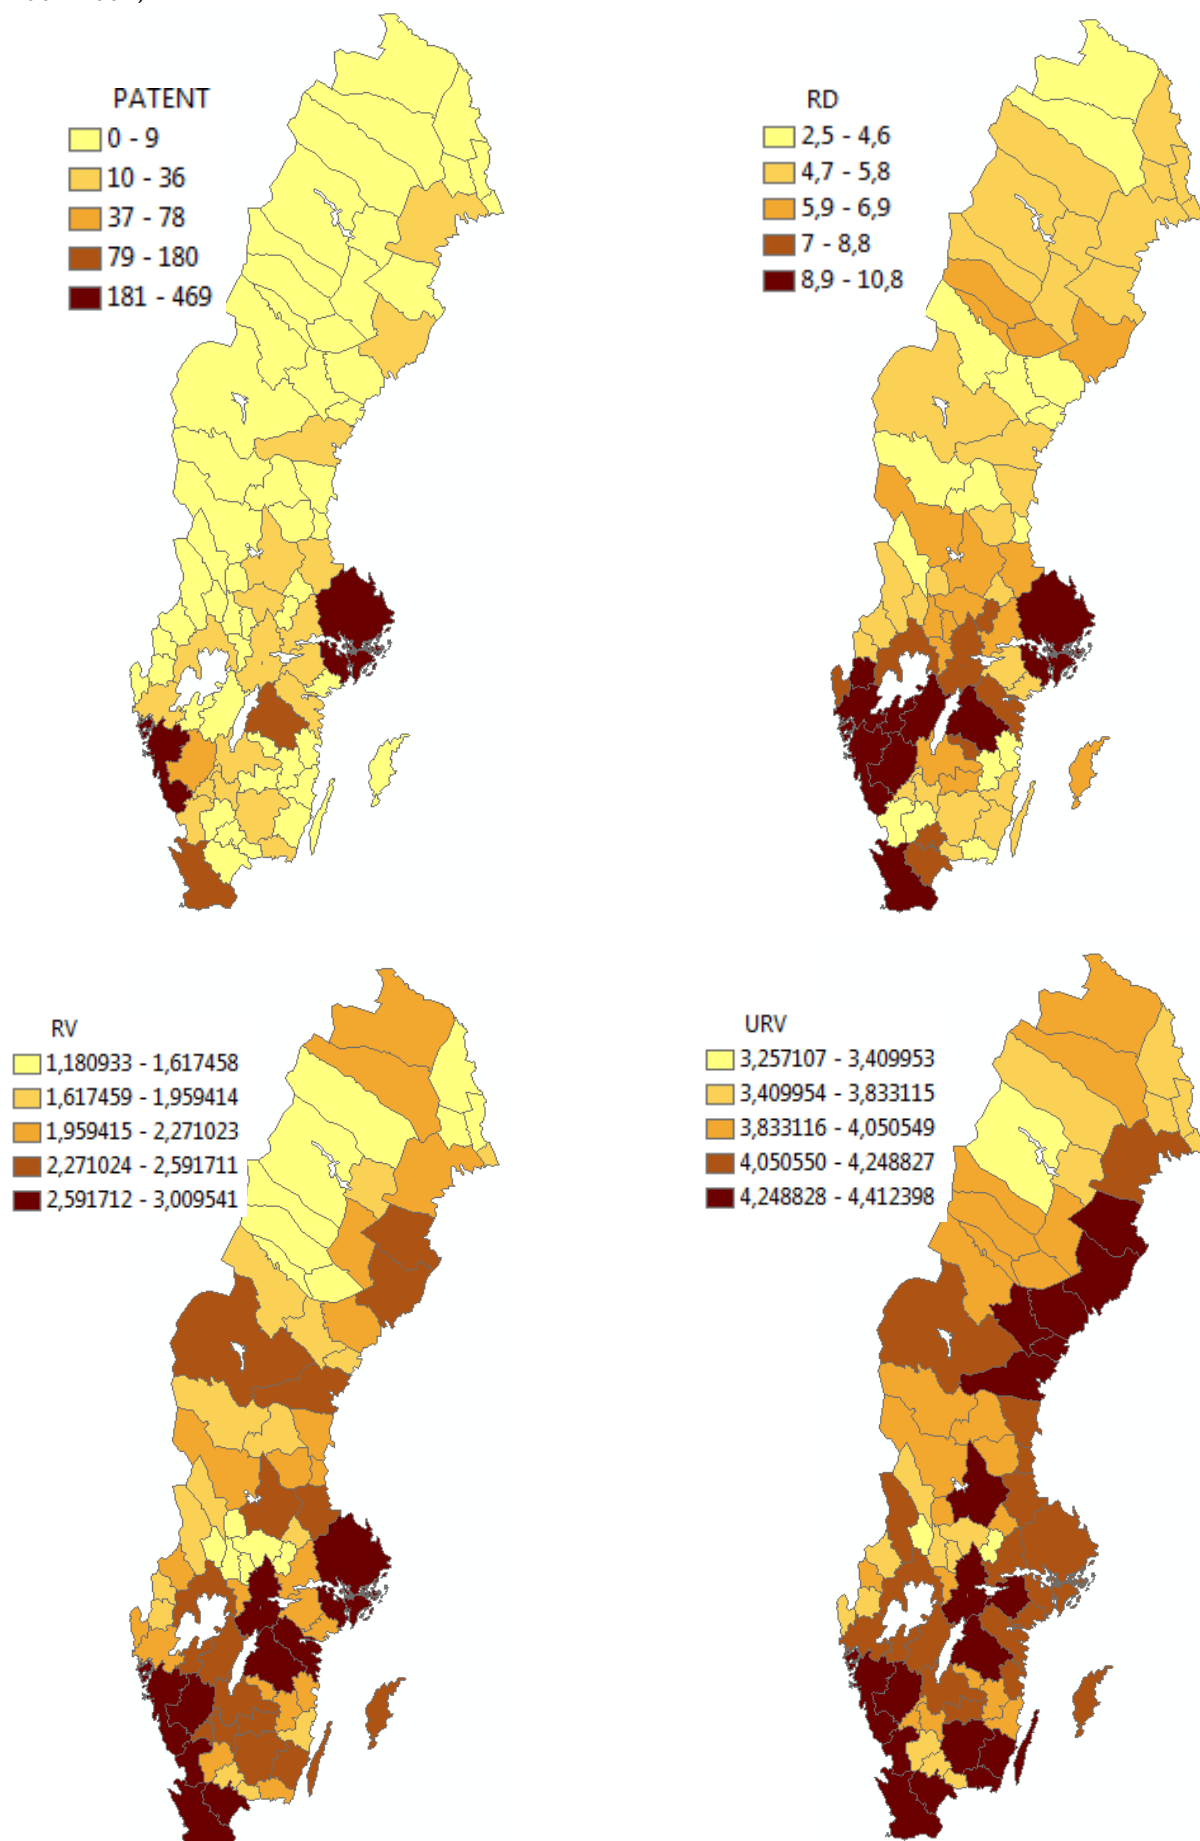 PATENT
0 - 9
10 - 36
37 - 78
79 - 180
181 - 469
RD
2,5 - 4,6
4,7 - 5,8
5,9 - 6,9
7 - 8,8
8,9 - 10,8
RV
1,180933 - 1,617458
1,617459 - 1,959414
1,959415 - 2,271023
2,271024 - 2,591711
2,591712 - 3,009541
URV
3,257107 - 3,409953
3,409954 - 3,833115
3,833116 - 4,050549
4,050550 - 4,248827
4,248828 - 4,412398